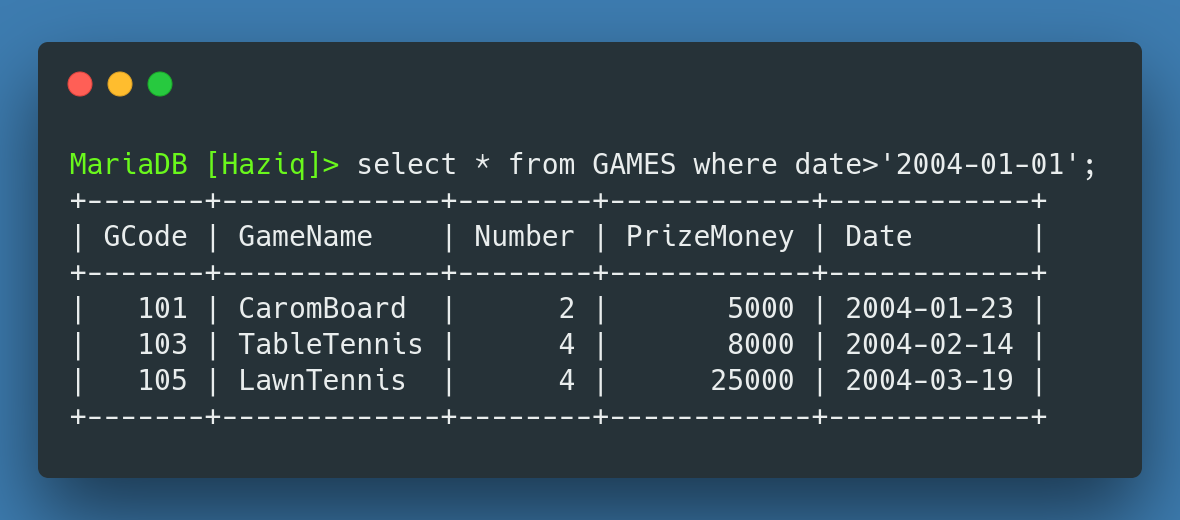 MariaDB [Haziq]> select * from GAMES where date>'2004-01-01';
+-------+-------------+--------+------------+------------+
| GCode | GameName    | Number | PrizeMoney | Date       |
+-------+-------------+--------+------------+------------+
|   101 | CaromBoard  |      2 |       5000 | 2004-01-23 |
|   103 | TableTennis |      4 |       8000 | 2004-02-14 |
|   105 | LawnTennis  |      4 |      25000 | 2004-03-19 |
+-------+-------------+--------+------------+------------+